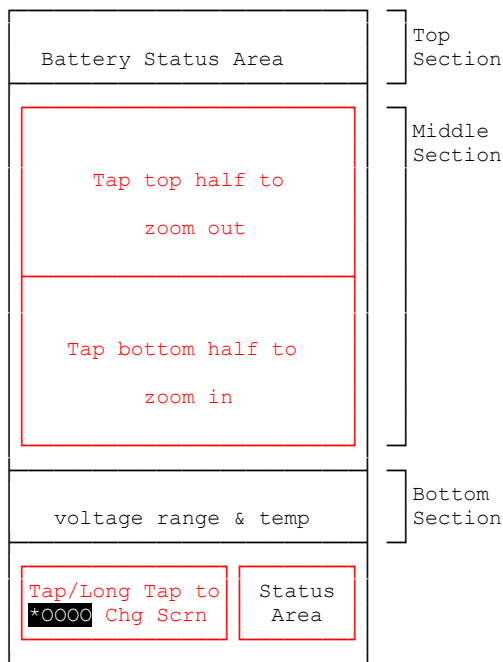 Top
Battery Status Area Section
Middle
Section
Tap top half to
zoom out
Tap bottom half to
zoom in
Bottom
voltage range & temp Section
Tap/Long Tap to Status
*OOOO Chg Scrn Area